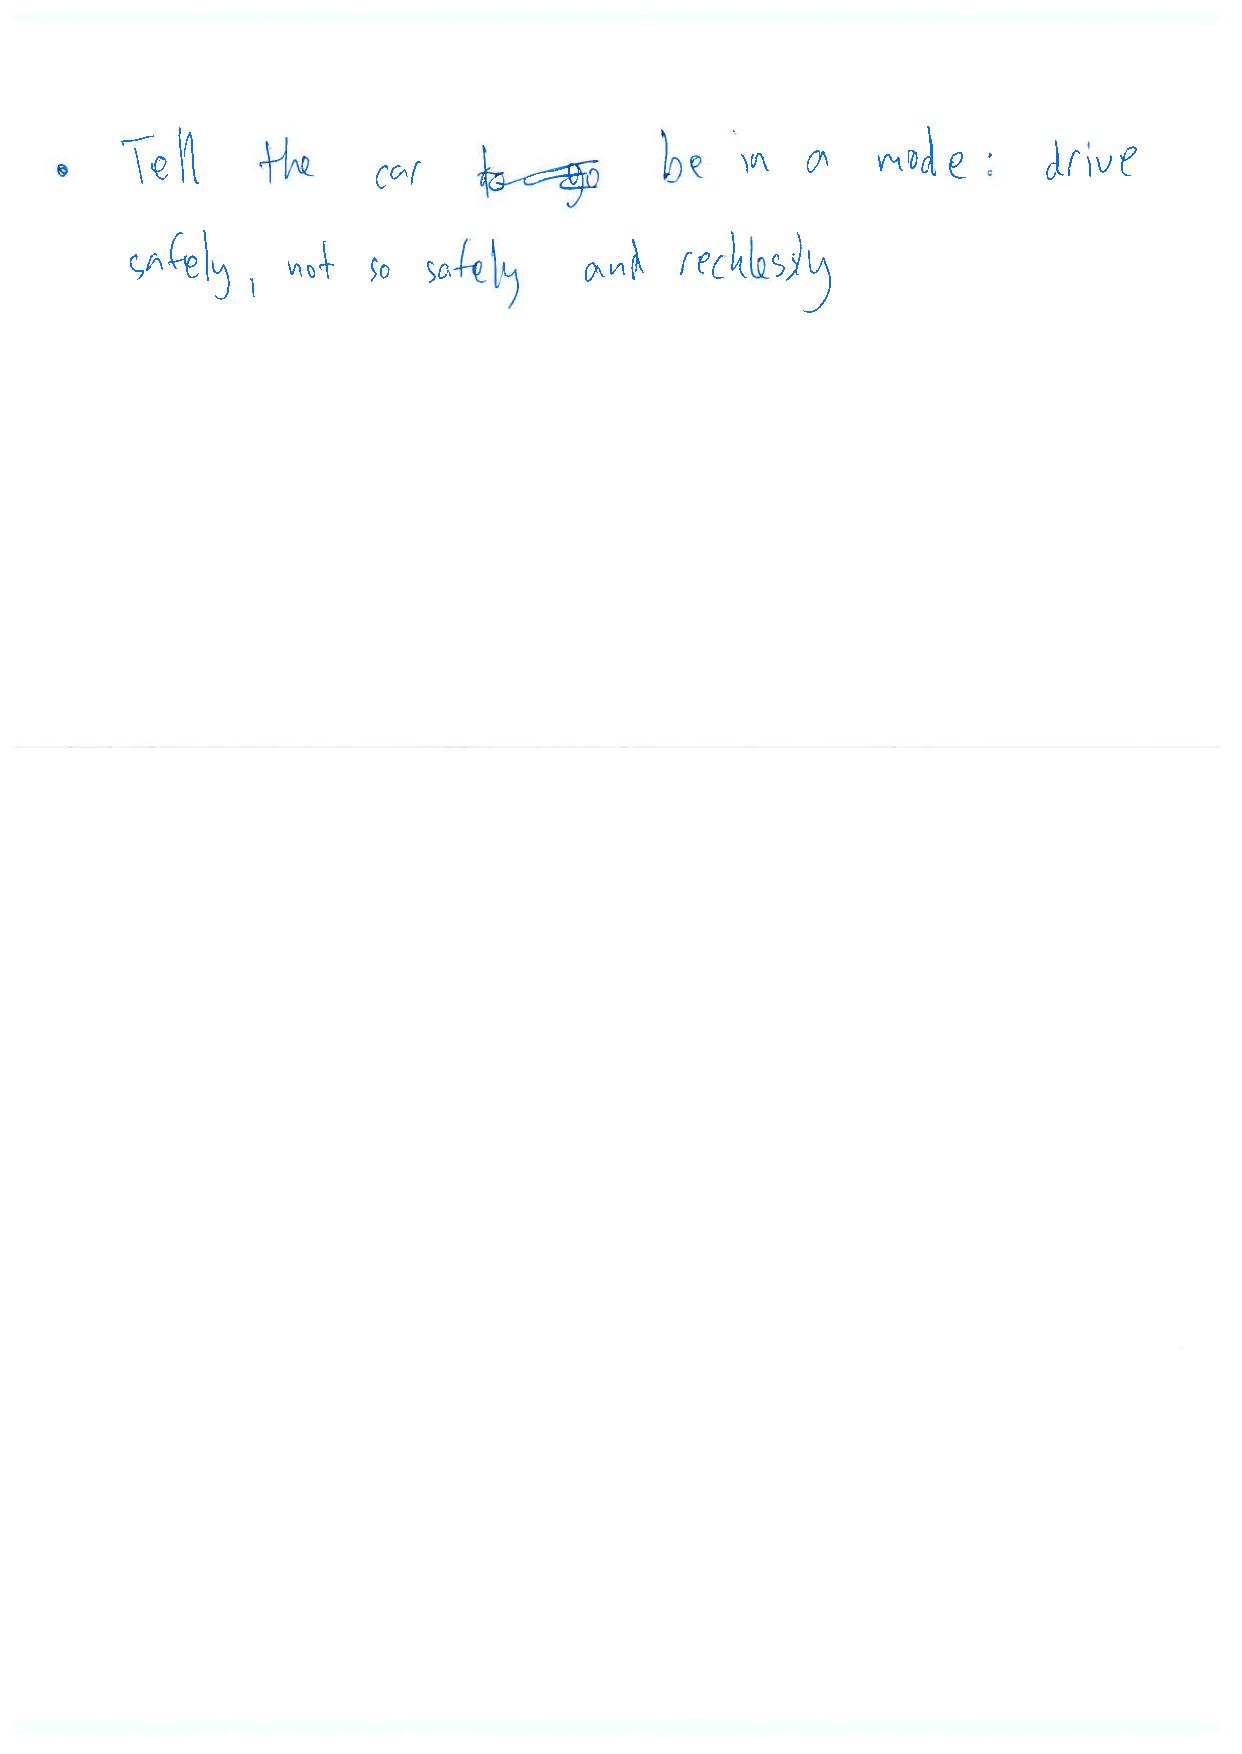 • Tell the car to go be in a mode: drive
safely, not so safely and recklessly